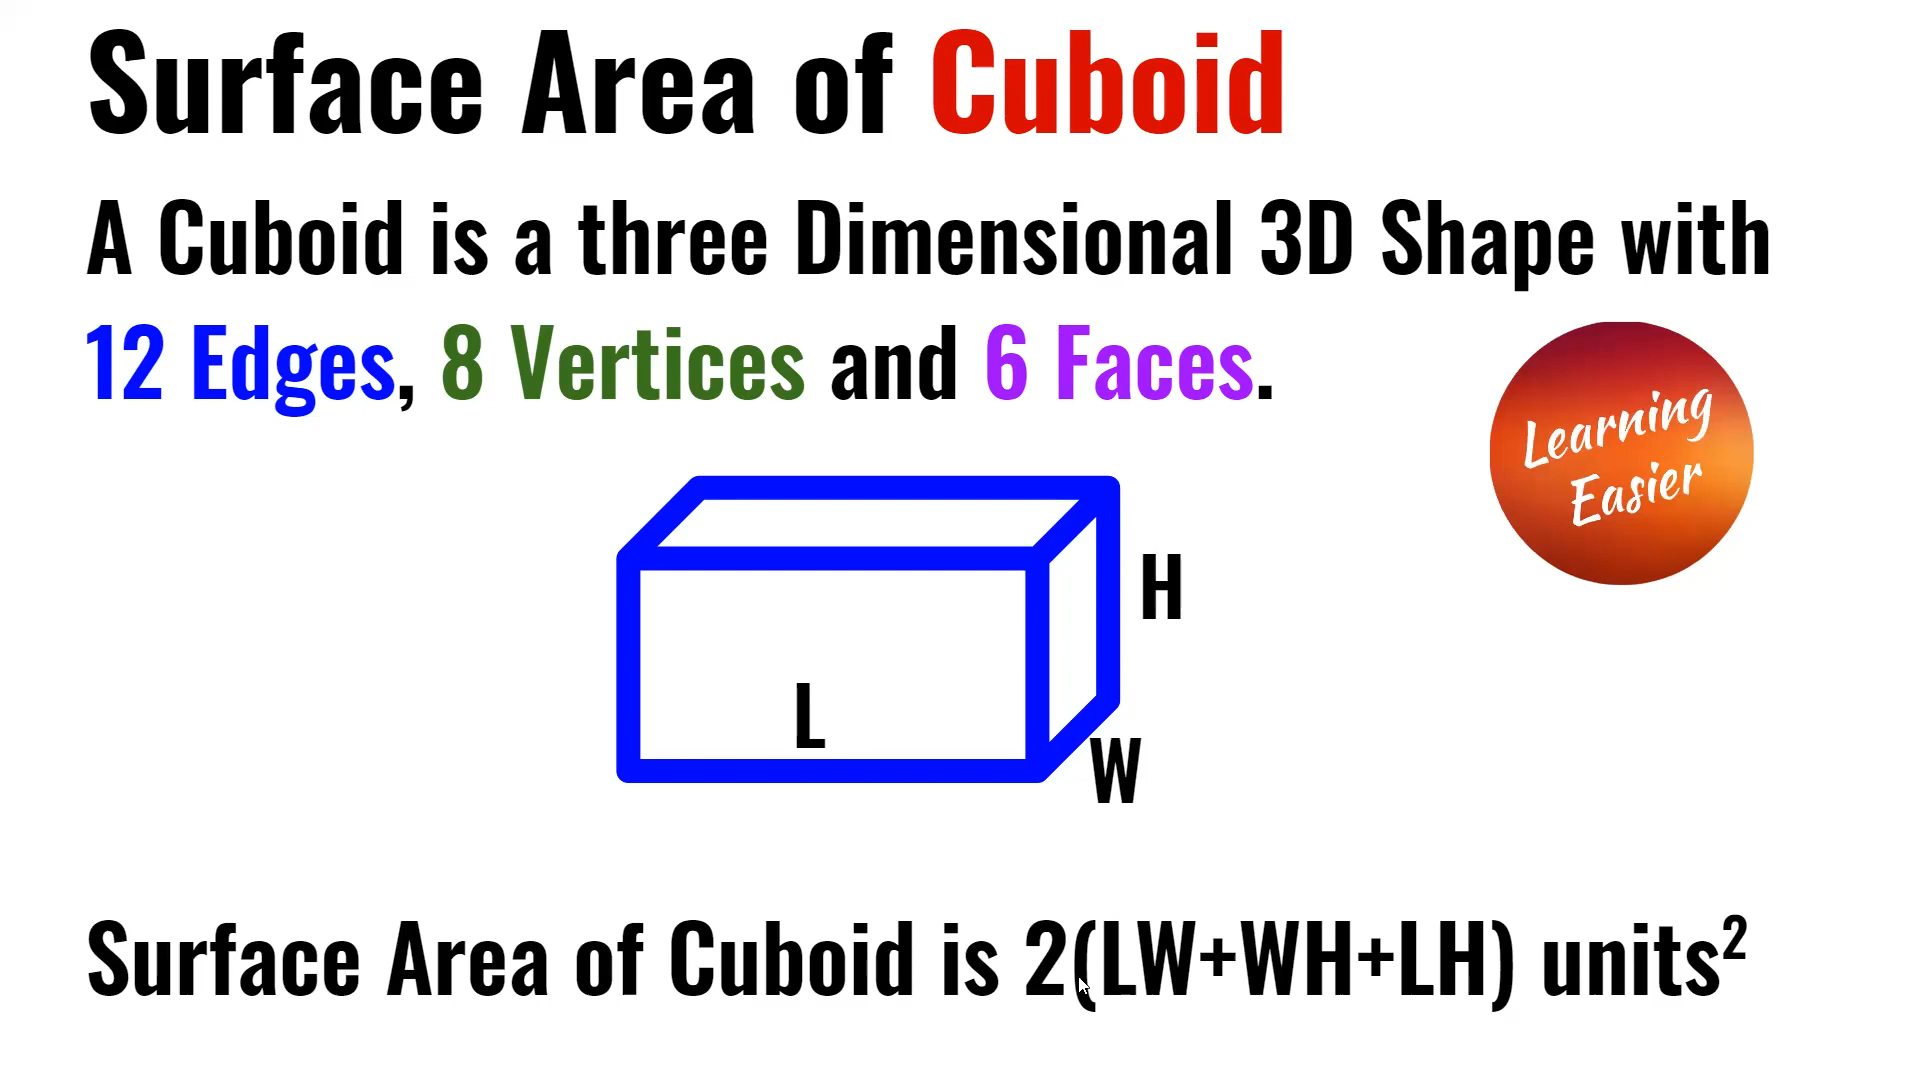 Surface Area of Cuboid
A Cuboid is a three Dimensional 3D Shape with
12 Edges, 8 Vertices and 6 Faces.
Learning
Easier
H
L
W
Surface Area of Cuboid is 2(LW+WH+LH) units²